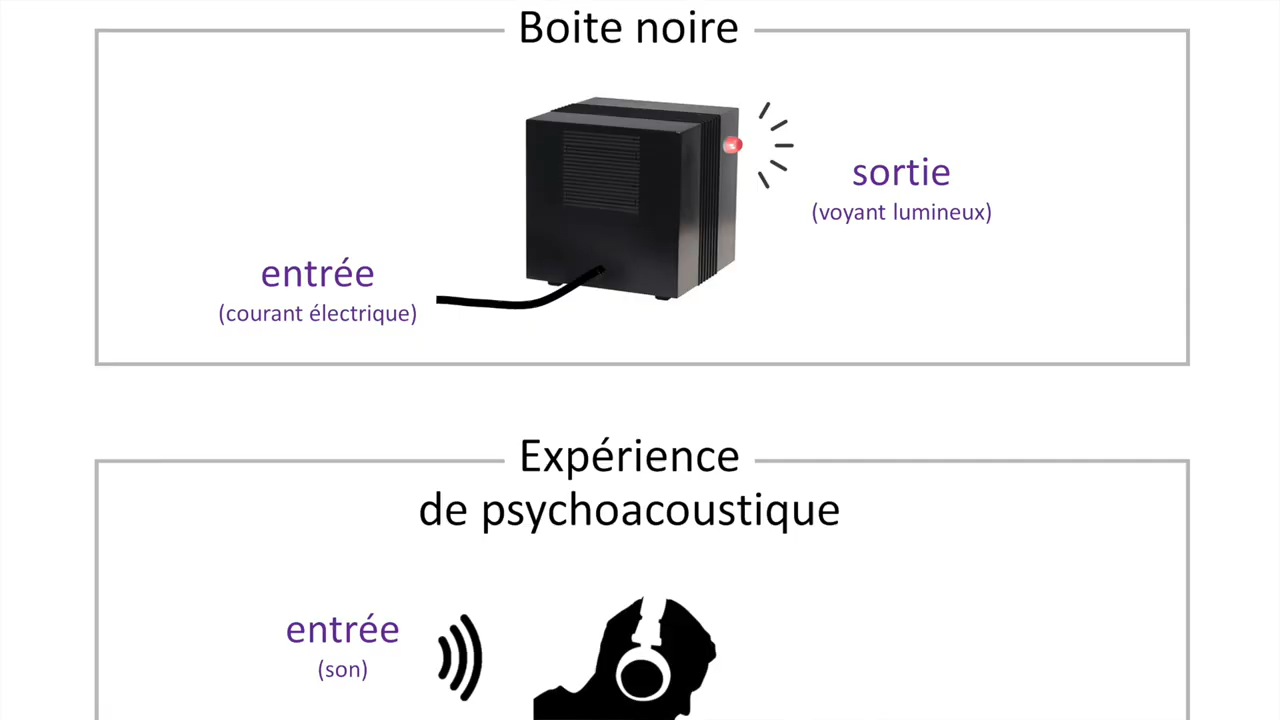 Boite noire
sortie
(voyant lumineux)
entrée
(courant électrique)
Expérience
de psychoacoustique
entrée
(son)